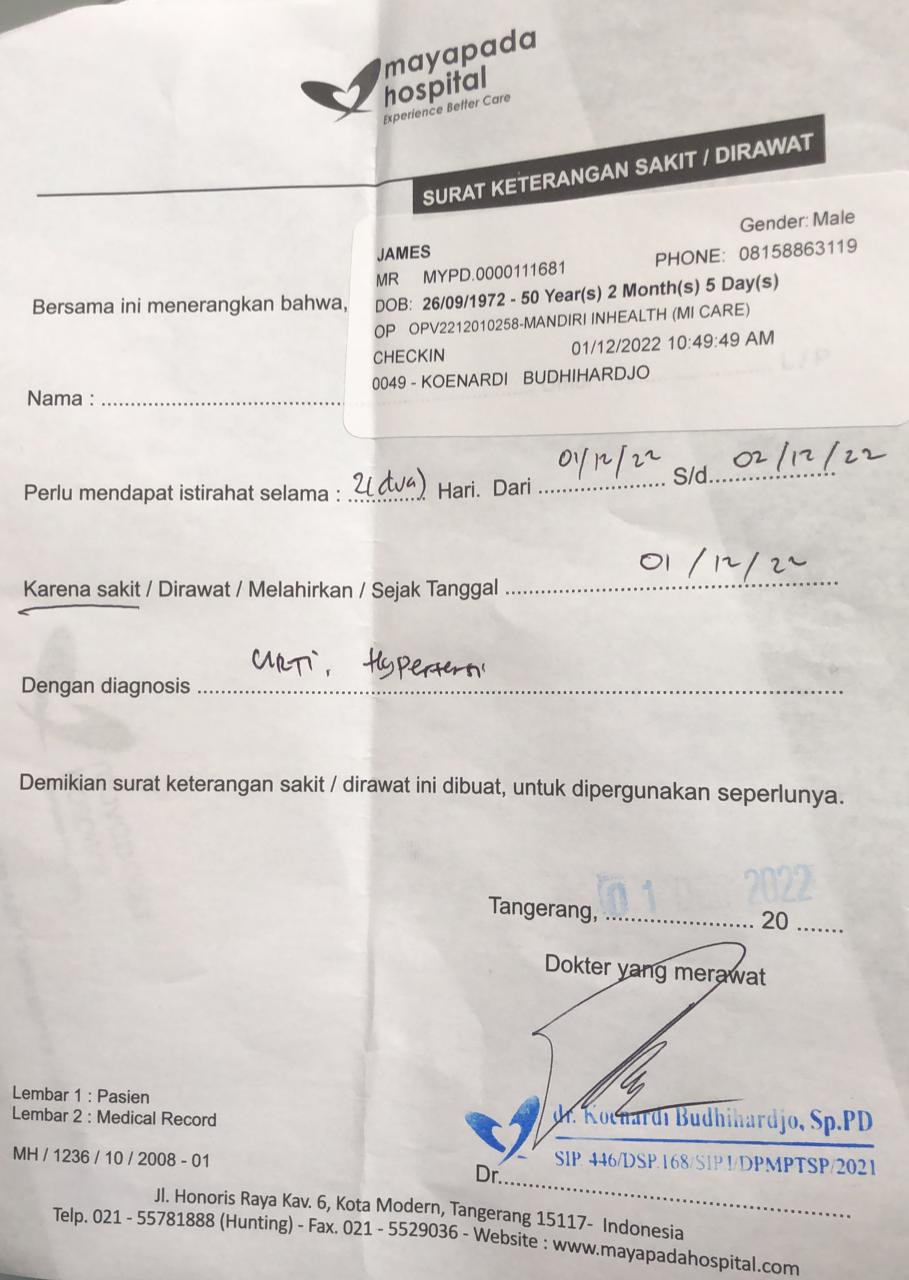 mayapada
hospital
Experience Better Care
SURAT KETERANGAN SAKIT / DIRAWAT
Gender: Male
JAMES
PHONE: 08158863119
MR MYPD.0000111681
DOB: 26/09/1972 - 50 Year(s) 2 Month(s) 5 Day(s)
OP OPV2212010258-MANDIRI INHEALTH (MI CARE)
CHECKIN 01/12/2022 10:49:49 AM
0049 - KOENARDI BUDHIHARDJO
L/P
Bersama ini menerangkan bahwa,
Nama :
Perlu mendapat istirahat selama : 2 (dua) Hari. Dari 01/12/22 S/d. 02/12/22
Karena sakit / Dirawat / Melahirkan / Sejak Tanggal 01/12/22
Dengan diagnosis URTI, Hypertensi
Demikian surat keterangan sakit / dirawat ini dibuat, untuk dipergunakan seperlunya.
Tangerang, 01 2022 20
Dokter yang merawat
dr. Koenardi Budhihardjo, Sp.PD
SIP. 446/DSP.168/SIP I/DPMPTSP/2021
Dr.
Lembar 1 : Pasien
Lembar 2 : Medical Record
MH / 1236 / 10 / 2008 - 01
Jl. Honoris Raya Kav. 6, Kota Modern, Tangerang 15117- Indonesia
Telp. 021 - 55781888 (Hunting) - Fax. 021 - 5529036 - Website : www.mayapadahospital.com